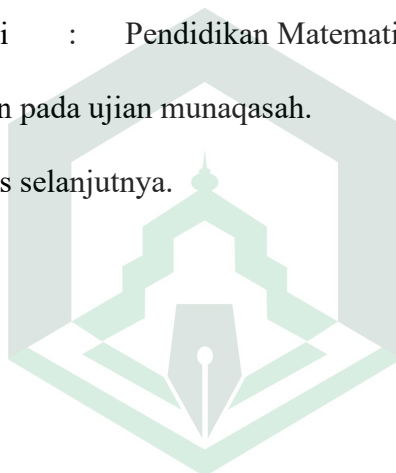 i : Pendidikan Matemati
n pada ujian munaqasah.
s selanjutnya.